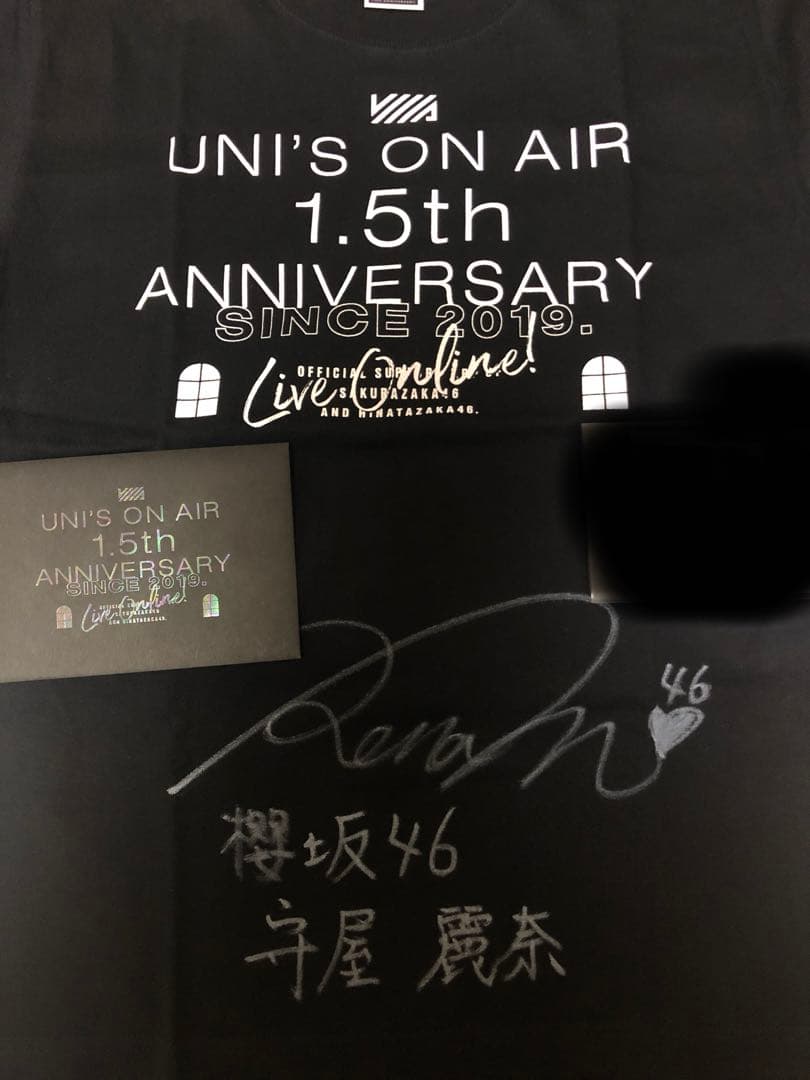 UNI'S ON AIR
1.5th
ANNIVERSARY
SINCE 2019.
Live Online!
OFFICIAL
SAKURAZAKA46
AND HINATAZAKA46.
UNI'S ON AIR
1.5th
ANNIVERSARY
SINCE 2019.
Live Online!
Rena
46
櫻坂46
守屋 麗奈